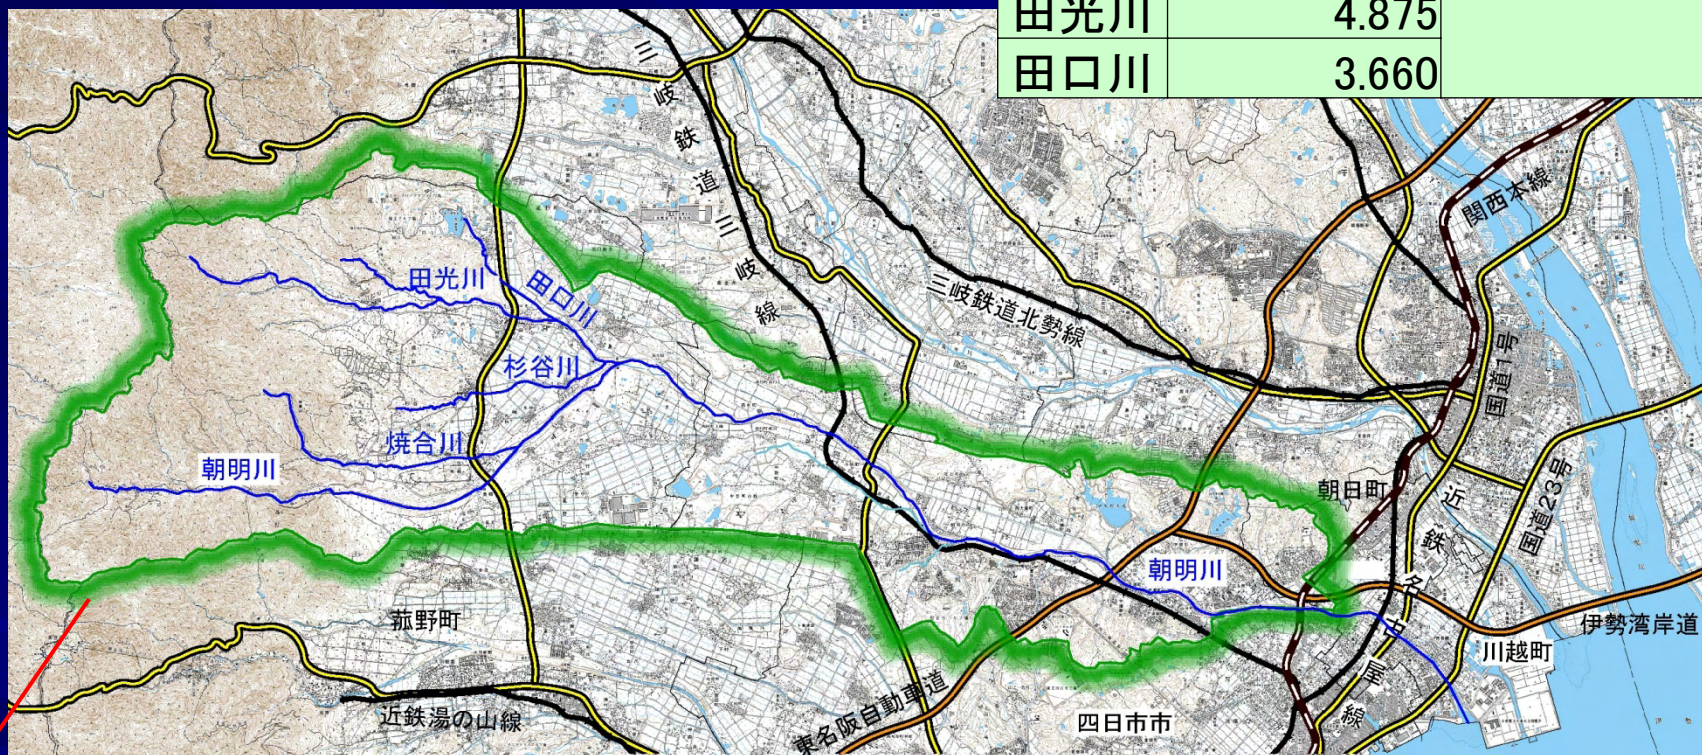 田光川 4.875
田口川 3.660
三岐鉄道三岐線
関西本線
田光川
田口川
三岐鉄道北勢線
国道1号
杉谷川
焼合川
朝明川
朝日町
近鉄名古屋線
国道23号
朝明川
菰野町
伊勢湾岸道
川越町
近鉄湯の山線
東名阪自動車道
四日市市